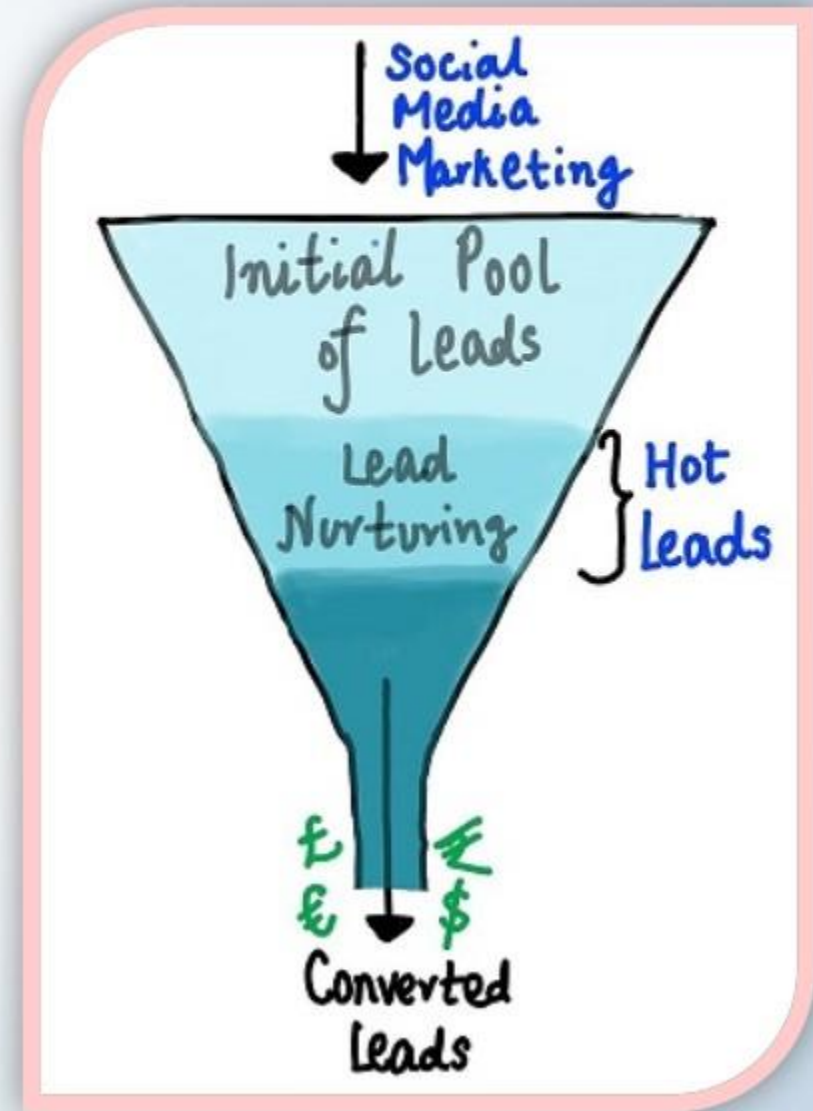 Social
Media
Marketing
Initial Pool
of Leads
Lead
Nurturing
Hot
Leads
£ ₹
£ $
Converted
Leads